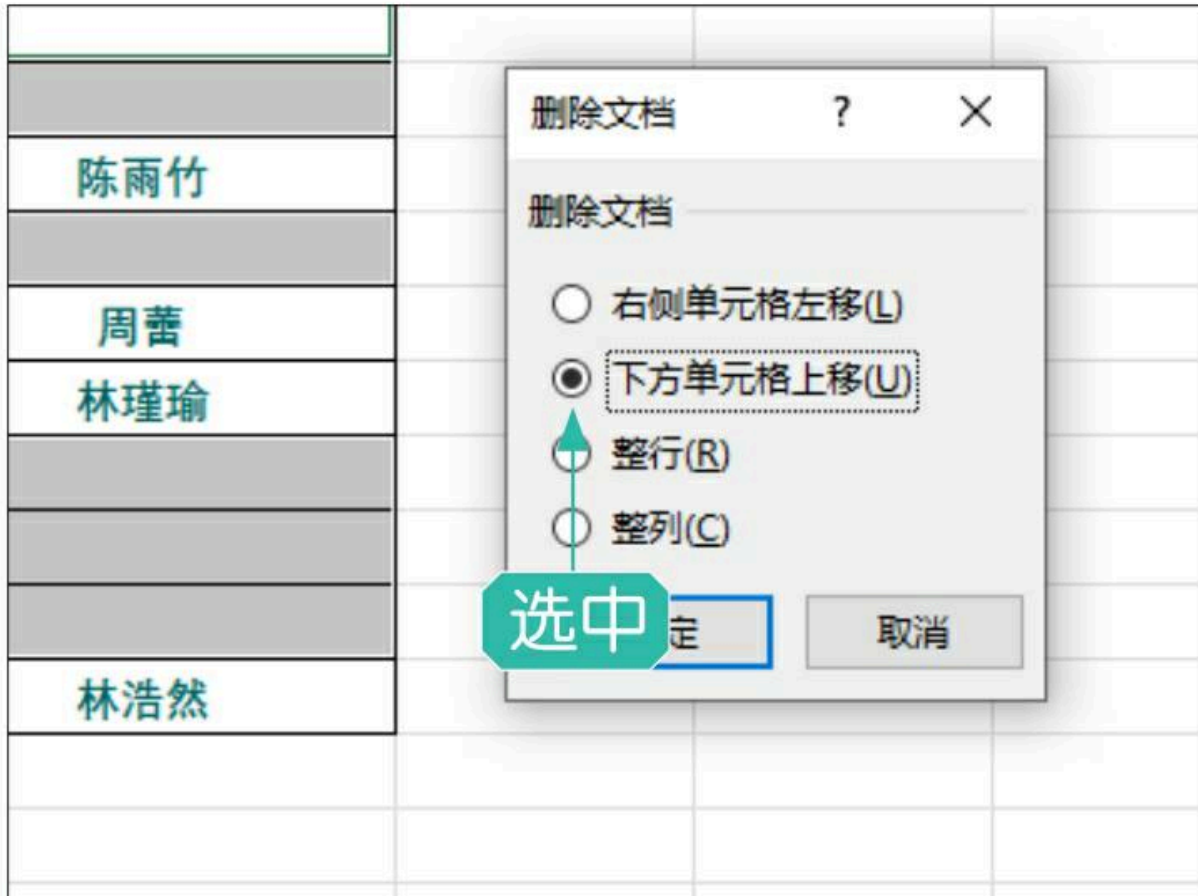 删除文档 ?
陈雨竹
删除文档
右侧单元格左移(L)
周蕾
下方单元格上移(U)
林瑾瑜
整行(R)
整列(C)
选中
定
取消
林浩然